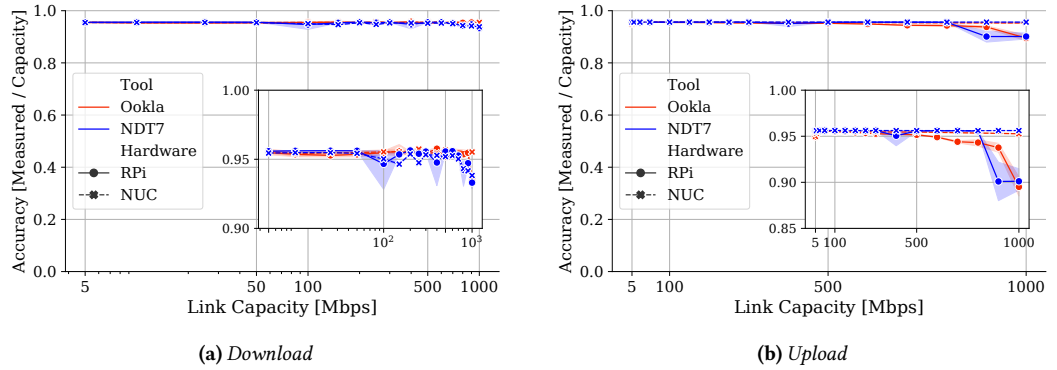 Accuracy [Measured / Capacity]
1.0
0.8
0.6
0.4
0.2
0.0
Tool
Ookla
NDT7
Hardware
RPi
NUC
1.00
0.95
0.90
10²
10³
5
50
100
500
1000
Link Capacity [Mbps]
(a) Download
Accuracy [Measured / Capacity]
1.0
0.8
0.6
0.4
0.2
0.0
Tool
Ookla
NDT7
Hardware
RPi
NUC
1.00
0.95
0.90
0.85
5 100
500
1000
5
100
500
1000
Link Capacity [Mbps]
(b) Upload